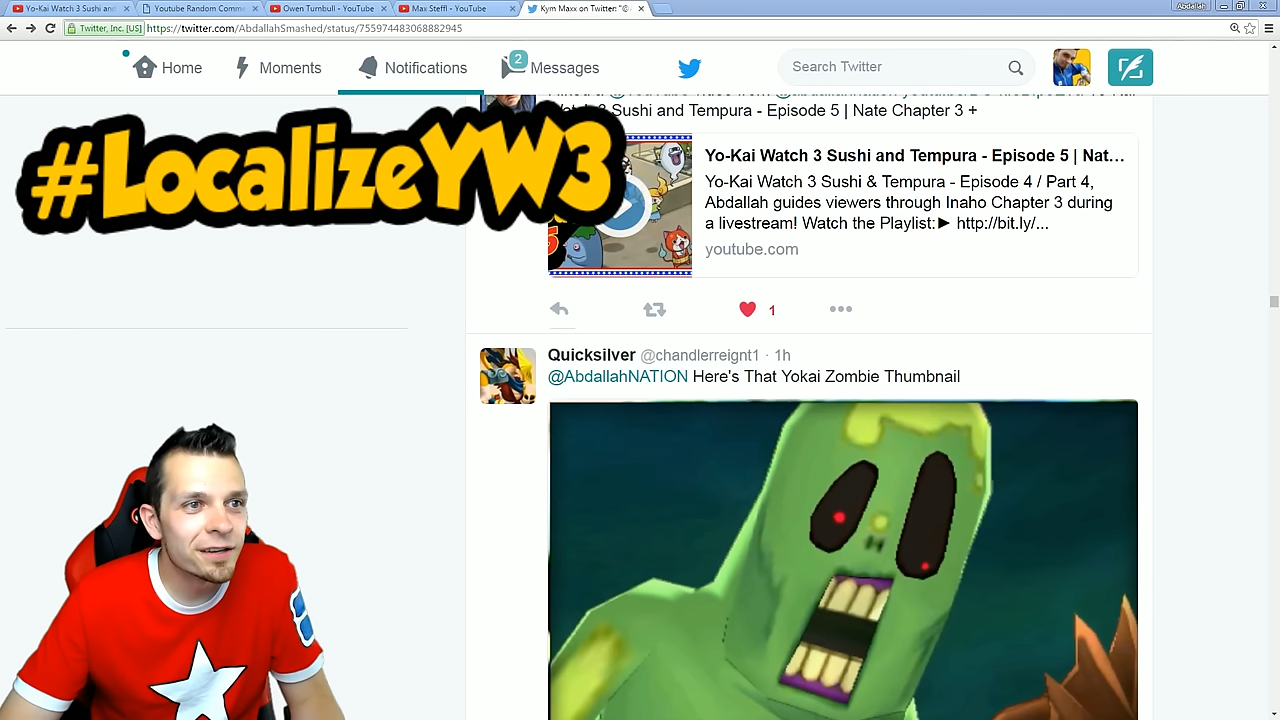 Yo-Kai Watch 3 Sushi and
Youtube Random Comme
Owen Turnbull - YouTube
Max Steffl - YouTube
Kym Maxx on Twitter: "@
Abdallah
Twitter, Inc. [US]
https://twitter.com/AbdallahSmashed/status/755974483068882945
Home
Moments
Notifications
2
Messages
Search Twitter
#LocalizeYW3
3 Sushi and Tempura - Episode 5 | Nate Chapter 3 +
Yo-Kai Watch 3 Sushi and Tempura - Episode 5 | Nat...
Yo-Kai Watch 3 Sushi & Tempura - Episode 4 / Part 4,
Abdallah guides viewers through Inaho Chapter 3 during
a livestream! Watch the Playlist:► http://bit.ly/...
youtube.com
1
Quicksilver @chandlerreignt1 · 1h
@AbdallahNATION Here's That Yokai Zombie Thumbnail